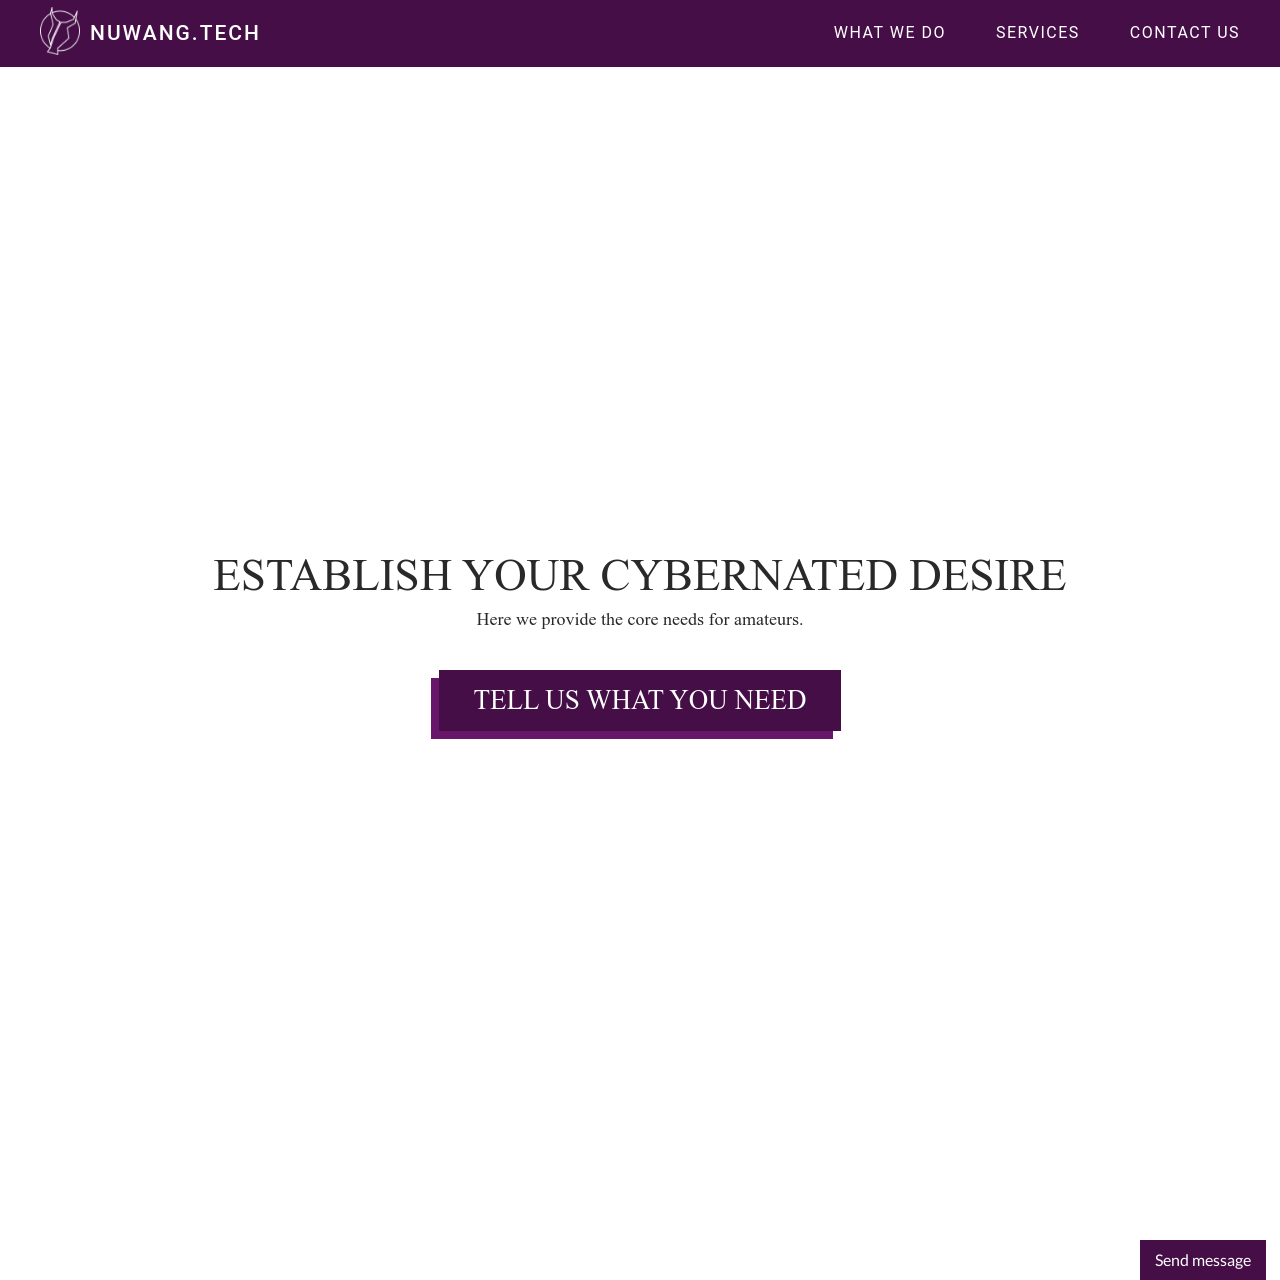 NUWANG.TECH
WHAT WE DO
SERVICES
CONTACT US
ESTABLISH YOUR CYBERNATED DESIRE
Here we provide the core needs for amateurs.
TELL US WHAT YOU NEED
Send message